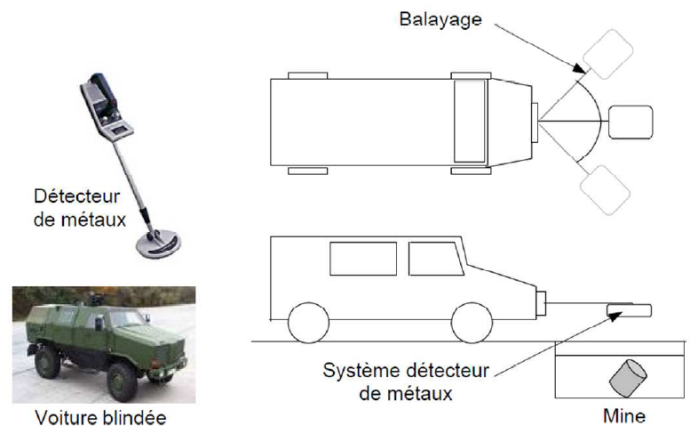 Balayage
Détecteur
de métaux
Système détecteur
de métaux
Voiture blindée
Mine